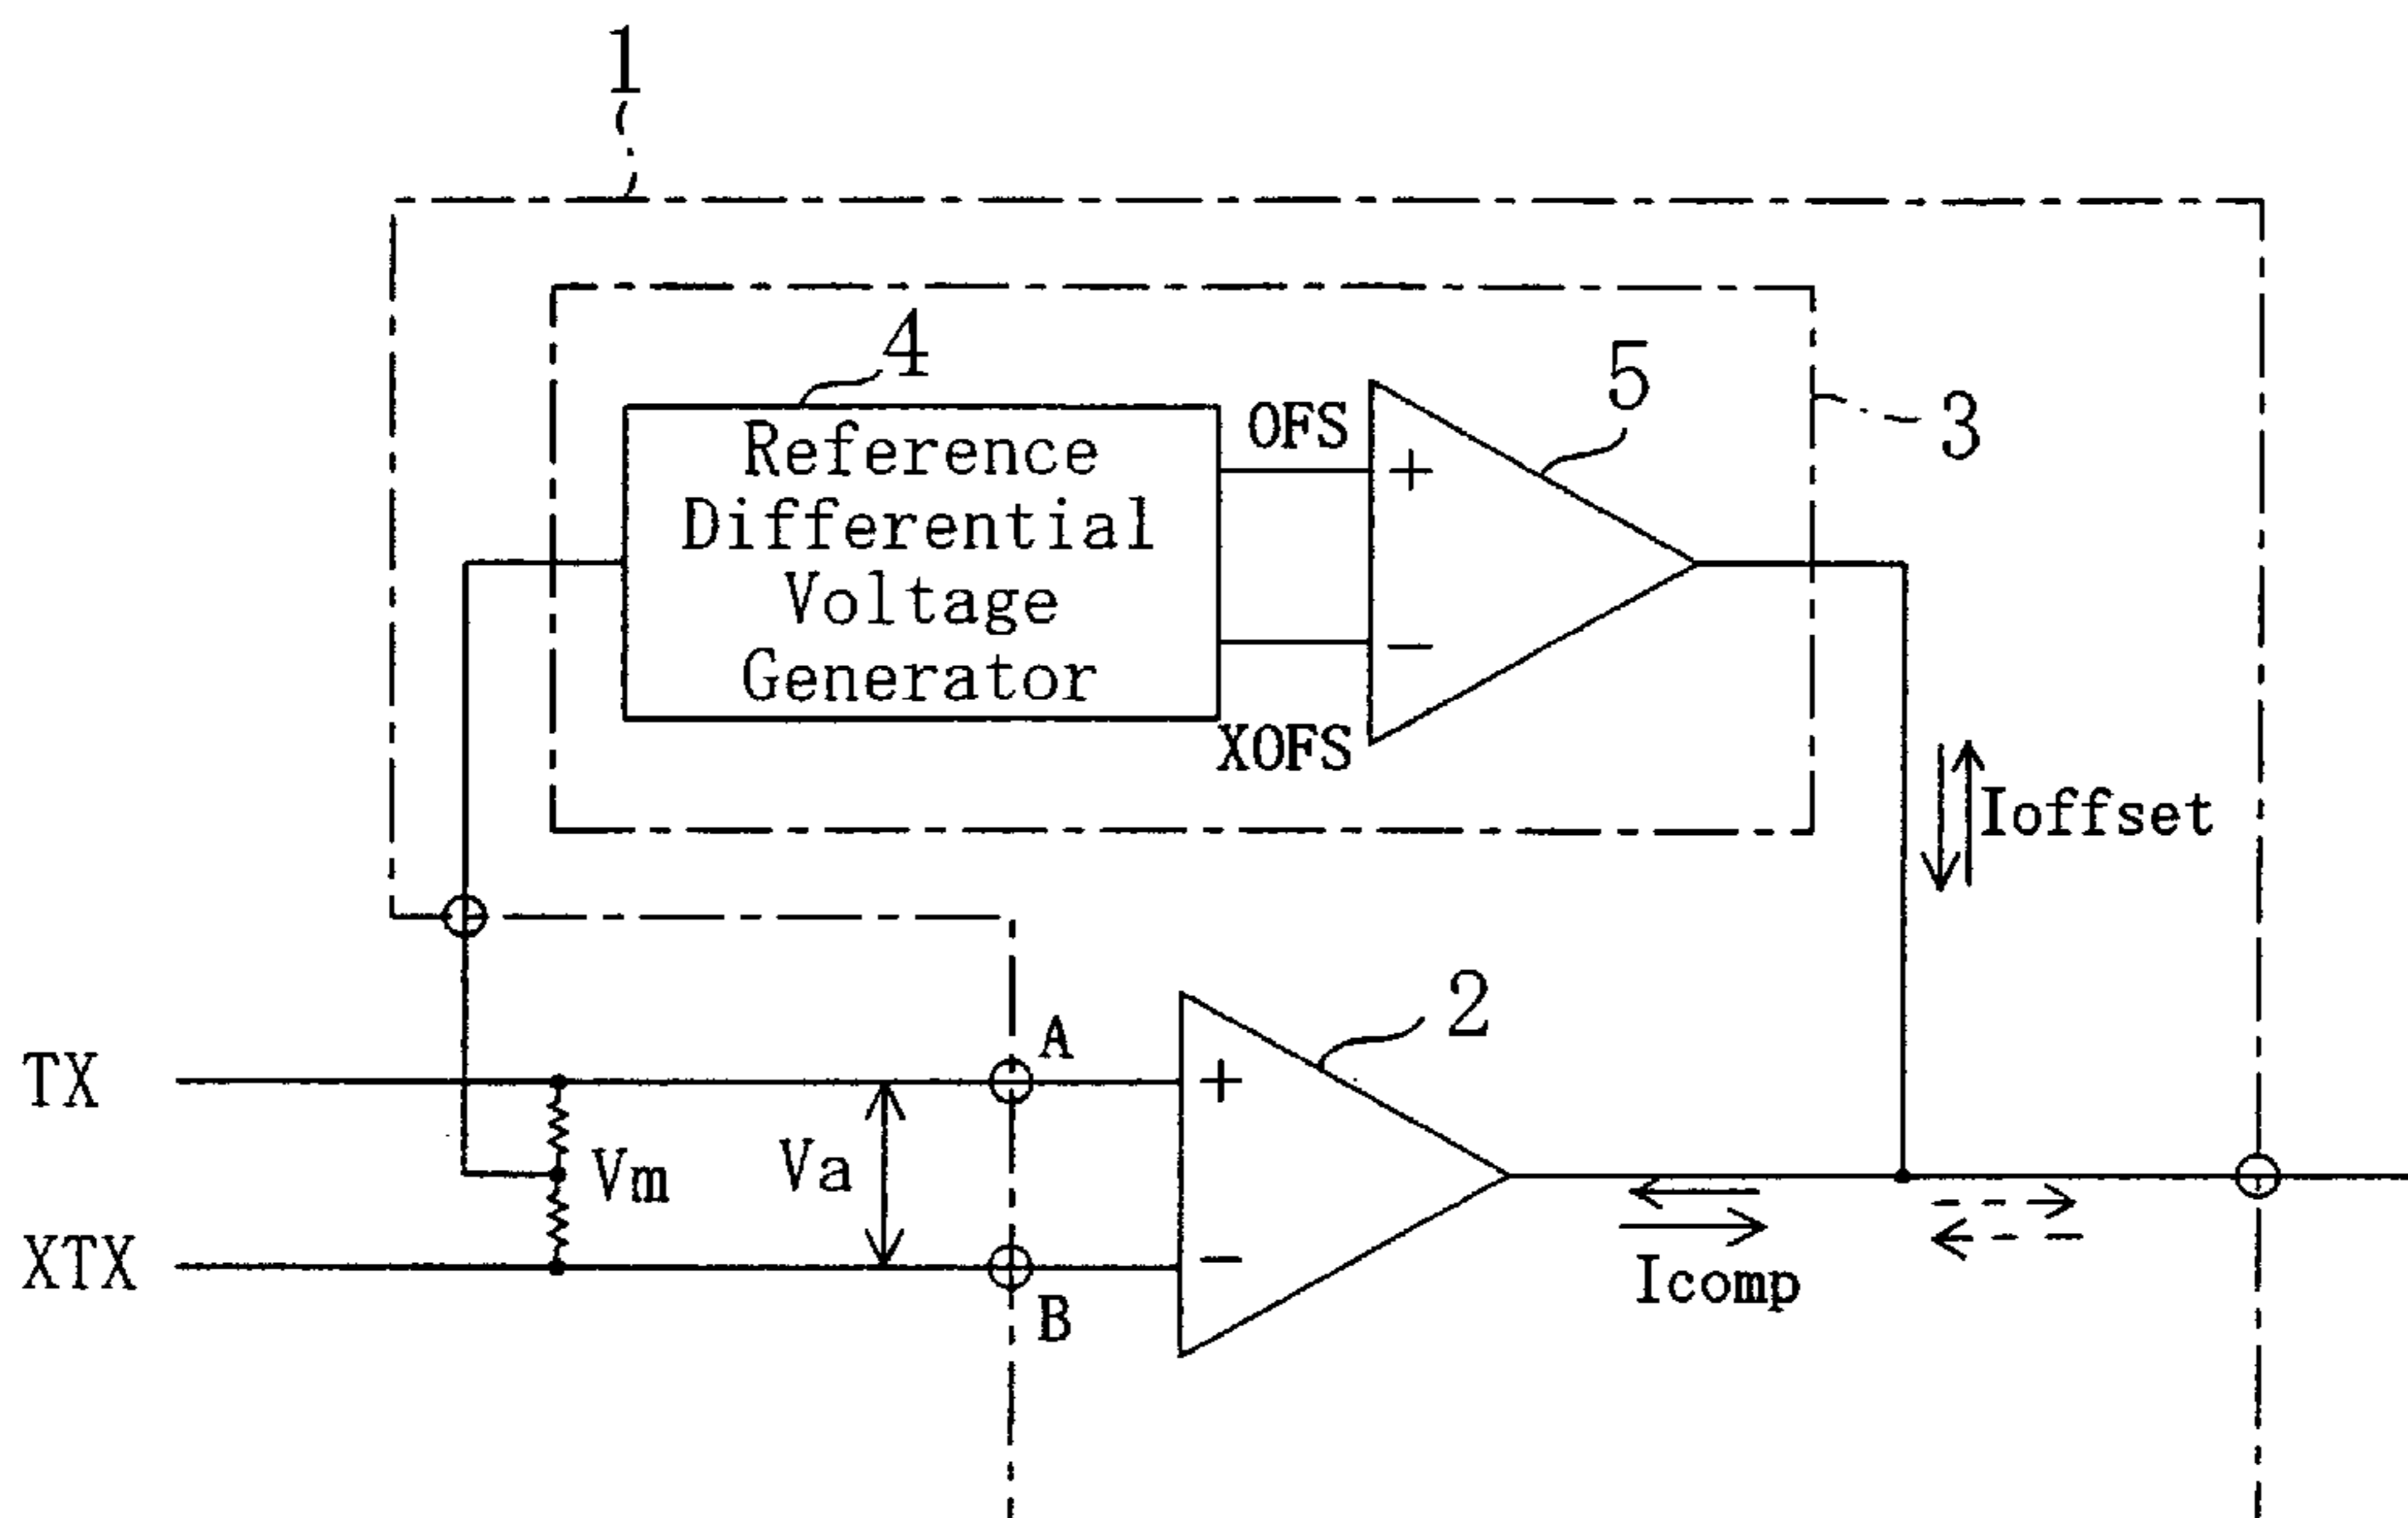 1
4
5
3
Reference
Differential
Voltage
Generator
OFS
+
−
XOFS
Ioffset
2
A
TX
+
Vm
Va
XTX
−
B
Icomp